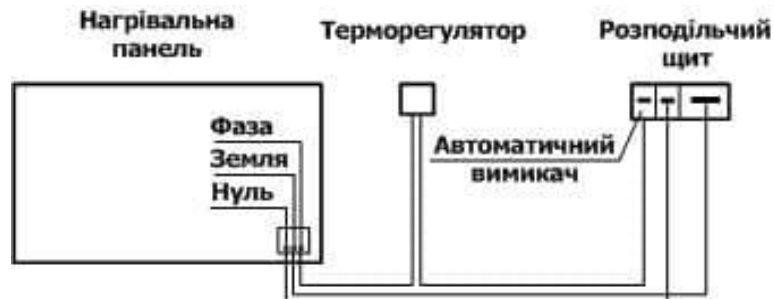 Нагрівальна
панель
Терморегулятор
Розподільчий
щит
Фаза
Земля
Нуль
Автоматичний
вимикач